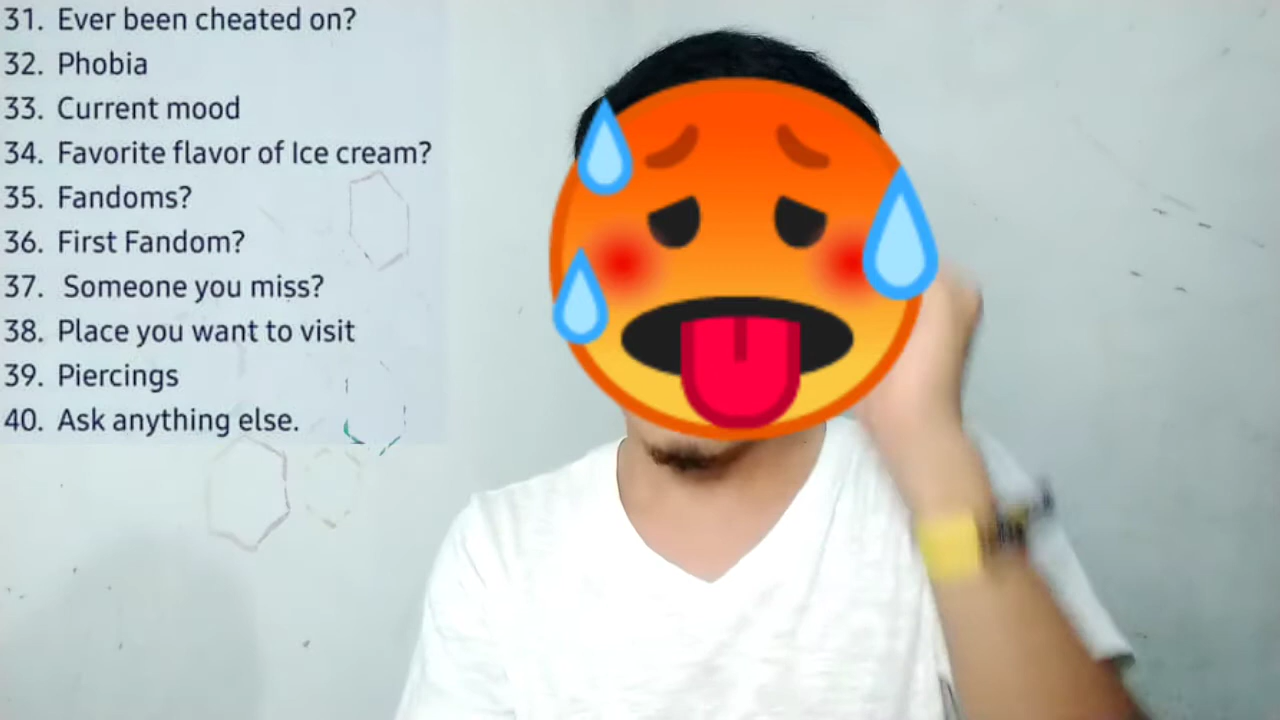 31. Ever been cheated on?
32. Phobia
33. Current mood
34. Favorite flavor of Ice cream?
35. Fandoms?
36. First Fandom?
37. Someone you miss?
38. Place you want to visit
39. Piercings
40. Ask anything else.